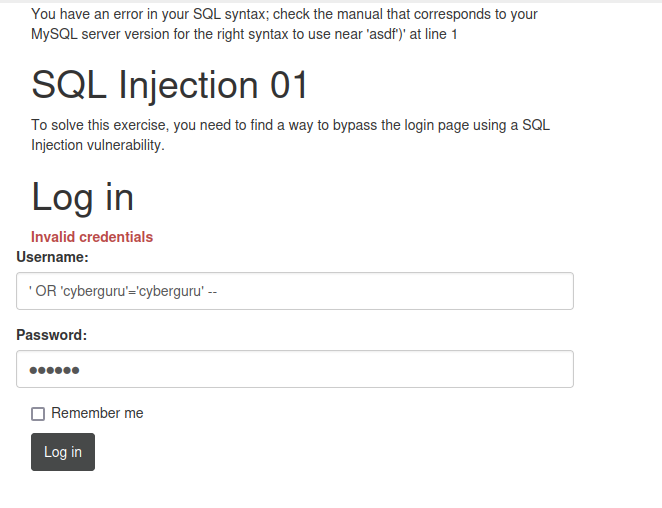 You have an error in your SQL syntax; check the manual that corresponds to your
MySQL server version for the right syntax to use near 'asdf')' at line 1
SQL Injection 01
To solve this exercise, you need to find a way to bypass the login page using a SQL
Injection vulnerability.
Log in
Invalid credentials
Username:
' OR 'cyberguru'='cyberguru' --
Password:
●●●●●●
Remember me
Log in